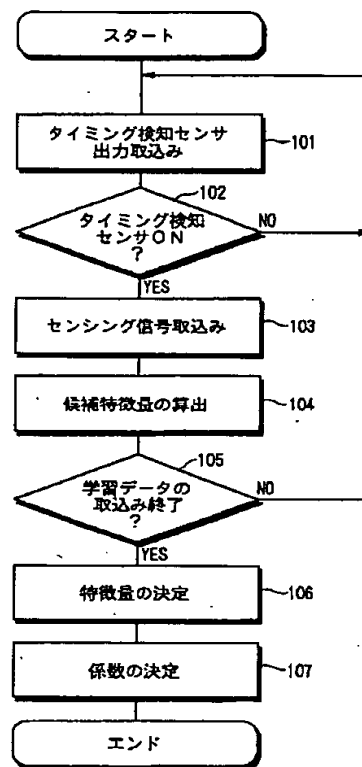 スタート
タイミング検知センサ
出力取込み
101
102
タイミング検知
センサON
?
NO
YES
センシング信号取込み
103
候補特徴量の算出
104
105
学習データの
取込み終了
?
NO
YES
特徴量の決定
106
係数の決定
107
エンド